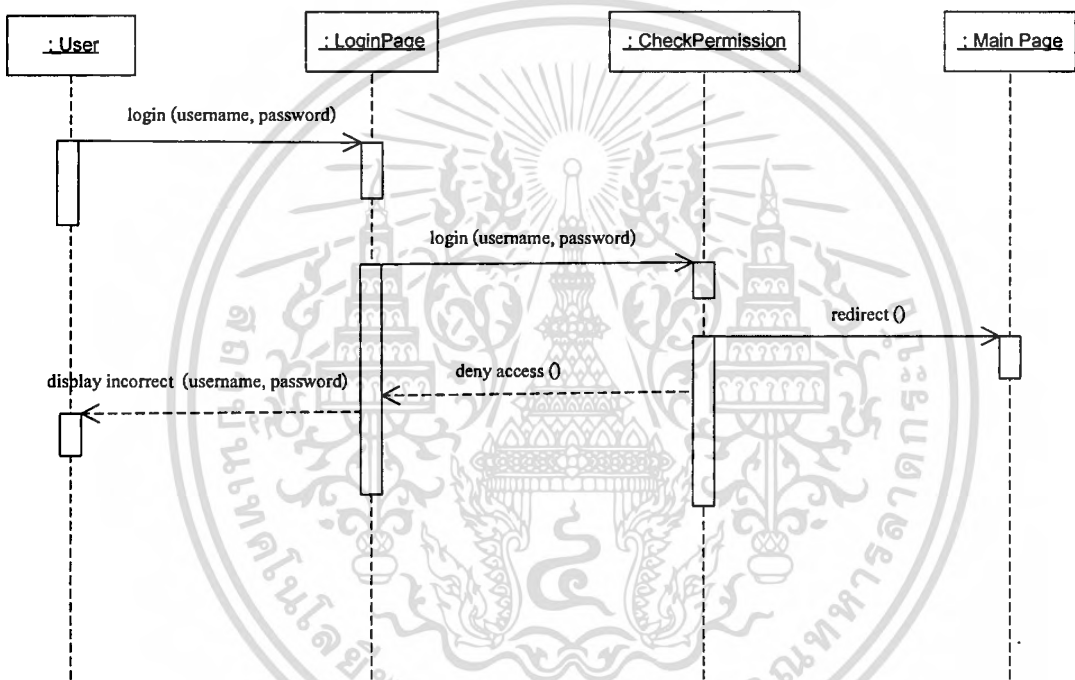 : User
: LoginPage
: CheckPermission
: Main Page
login (username, password)
login (username, password)
redirect ()
deny access ()
display incorrect (username, password)